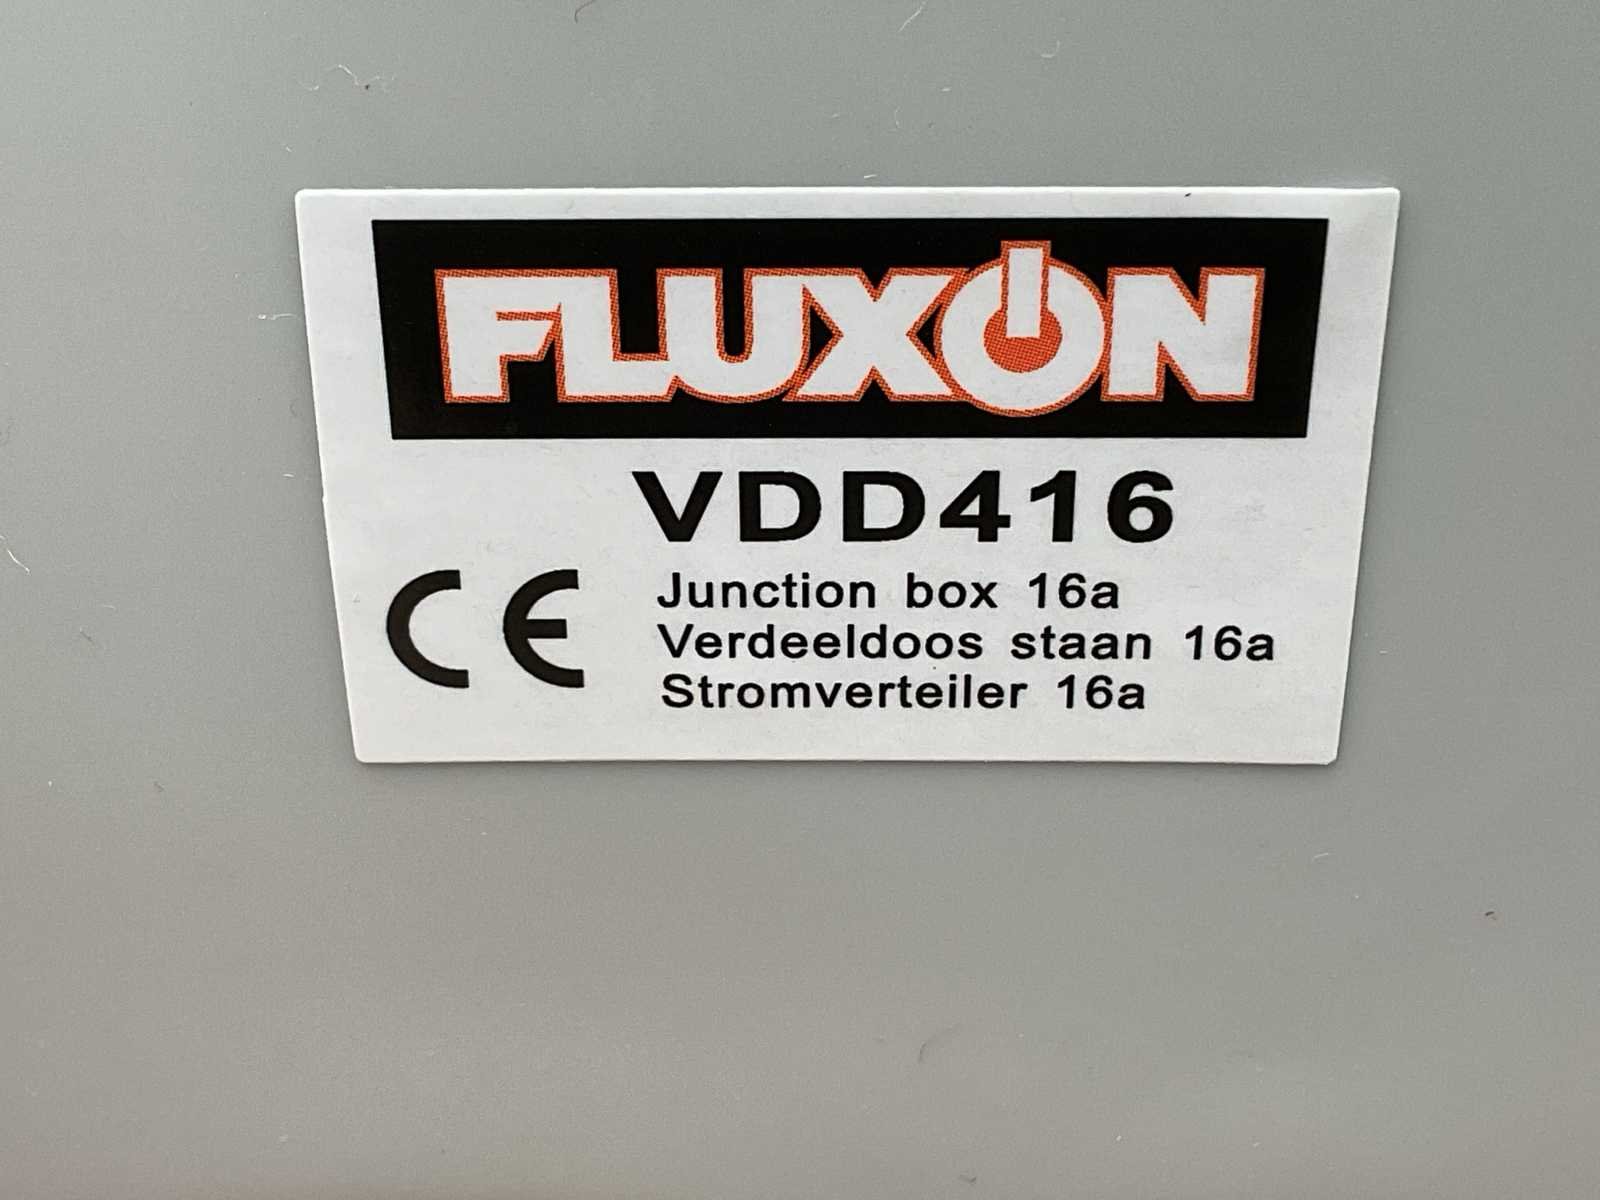 FLUXON
VDD416
CE
Junction box 16a
Verdeeldoos staan 16a
Stromverteiler 16a